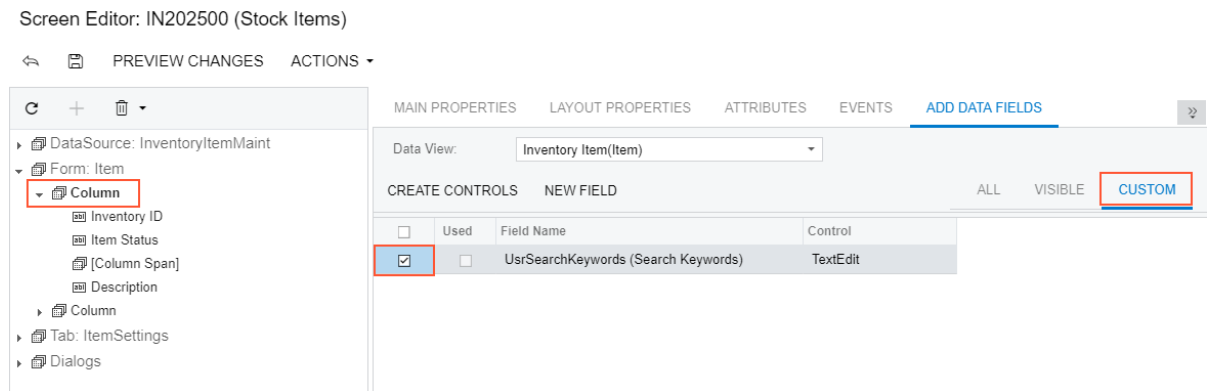 Screen Editor: IN202500 (Stock Items)
PREVIEW CHANGES ACTIONS
MAIN PROPERTIES LAYOUT PROPERTIES ATTRIBUTES EVENTS ADD DATA FIELDS
DataSource: InventoryItemMaint
Form: Item
Column
Inventory ID
Item Status
[Column Span]
Description
Column
Tab: ItemSettings
Dialogs
Data View: Inventory Item(Item)
CREATE CONTROLS NEW FIELD ALL VISIBLE CUSTOM
Used Field Name Control
UsrSearchKeywords (Search Keywords) TextEdit